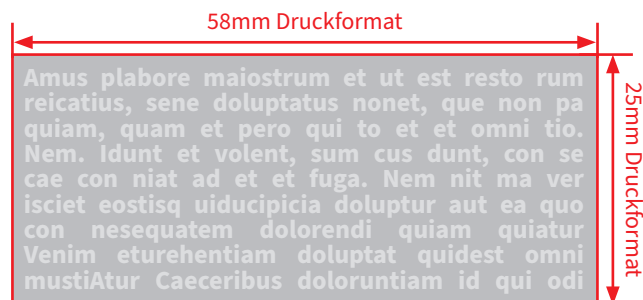 58mm Druckformat
Amus plabore maiostrum et ut est resto rum
reicatius, sene doluptatus nonet, que non pa
quiam, quam et pero qui to et et omni tio.
Nem. Idunt et volent, sum cus dunt, con se
cae con niat ad et et fuga. Nem nit ma ver
isciet eostisq uiducipicia doluptur aut ea quo
con nesequatem dolorendi quiam quiatur
Venim eturehentiam doluptat quidest omni
mustiAtur Caeceribus doloruntiam id qui odi
25mm Druckformat